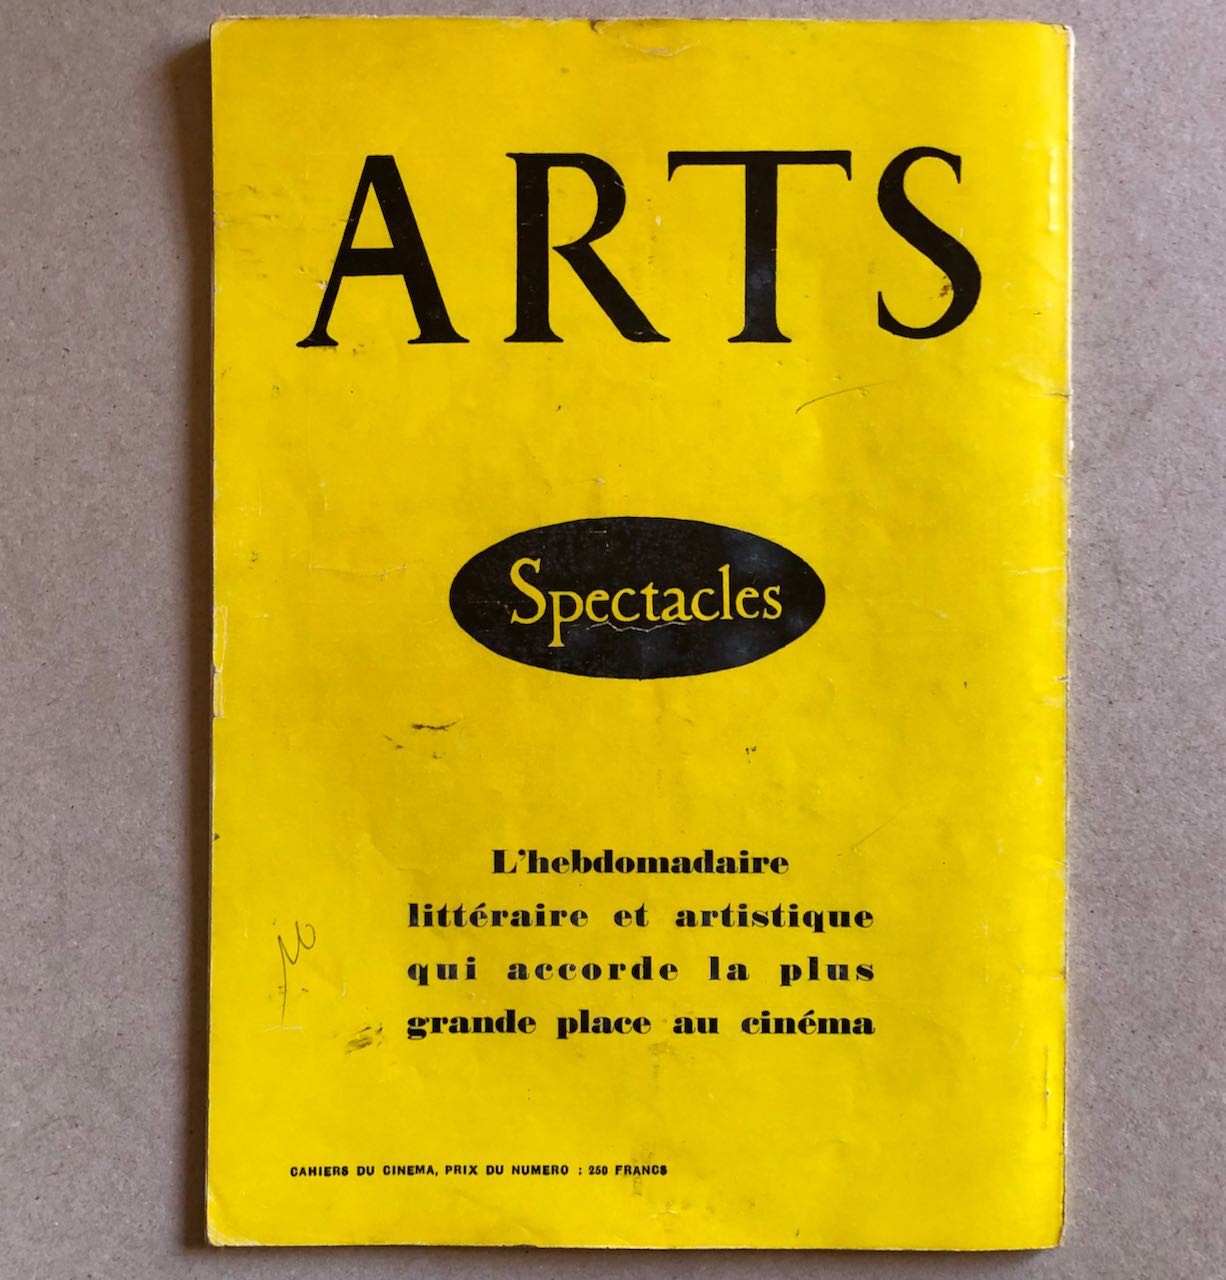 ARTS
Spectacles
L'hebdomadaire
littéraire et artistique
qui accorde la plus
grande place au cinéma
CAHIERS DU CINEMA, PRIX DU NUMERO : 250 FRANCS